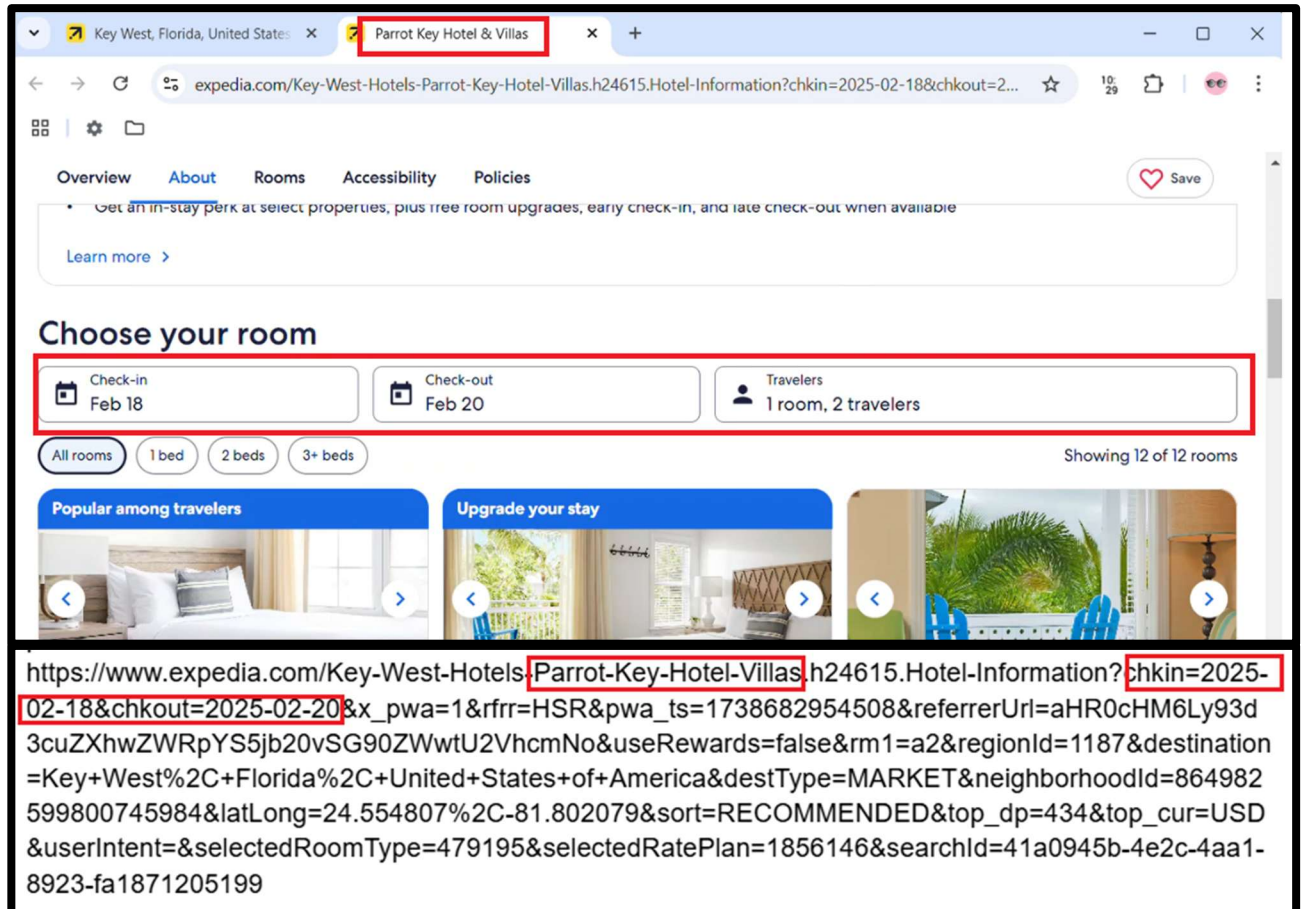 Key West, Florida, United States
Parrot Key Hotel & Villas
expedia.com/Key-West-Hotels-Parrot-Key-Hotel-Villas.h24615.Hotel-Information?chkin=2025-02-18&chkout=2...
10:
29
Overview About Rooms Accessibility Policies
Save
• Get an in-stay perk at select properties, plus free room upgrades, early check-in, and late check-out when available
Learn more
Choose your room
Check-in
Feb 18
Check-out
Feb 20
Travelers
1 room, 2 travelers
All rooms 1 bed 2 beds 3+ beds Showing 12 of 12 rooms
Popular among travelers
Upgrade your stay
https://www.expedia.com/Key-West-Hotels-Parrot-Key-Hotel-Villas.h24615.Hotel-Information?chkin=2025-
02-18&chkout=2025-02-20&x_pwa=1&rfrr=HSR&pwa_ts=1738682954508&referrerUrl=aHR0cHM6Ly93d
3cuZXhwZWRpYS5jb20vSG90ZWwtU2VhcmNo&useRewards=false&rm1=a2&regionId=1187&destination
=Key+West%2C+Florida%2C+United+States+of+America&destType=MARKET&neighborhoodId=864982
599800745984&latLong=24.554807%2C-81.802079&sort=RECOMMENDED&top_dp=434&top_cur=USD
&userIntent=&selectedRoomType=479195&selectedRatePlan=1856146&searchId=41a0945b-4e2c-4aa1-
8923-fa1871205199